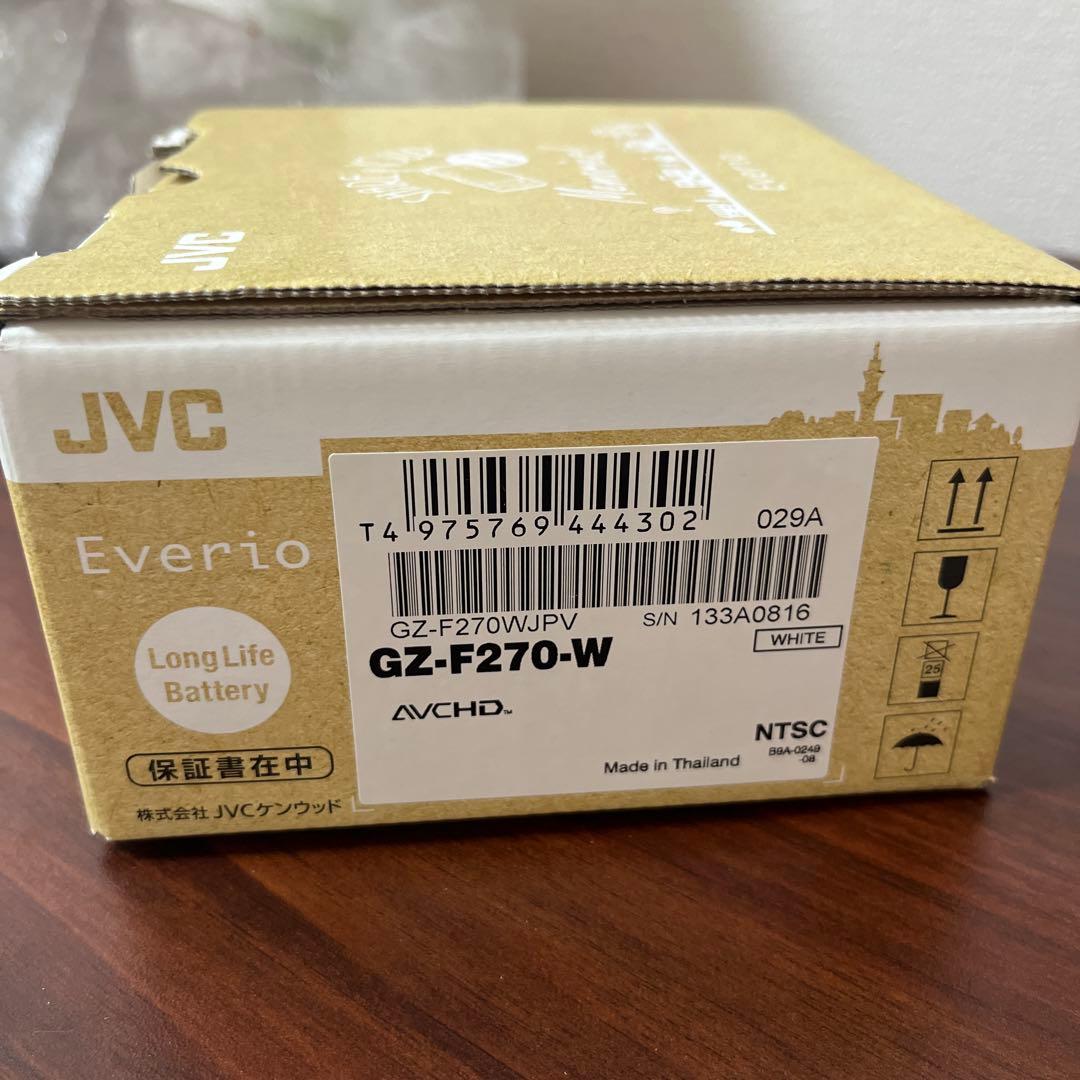 JVC
JVC
Everio
Long Life
Battery
保証書在中
株式会社 JVCケンウッド
T4 975769 444302
029A
GZ-F270WJPV
S/N 133A0816
WHITE
GZ-F270-W
AVCHD™
NTSC
B9A-0249
-08
Made in Thailand
25